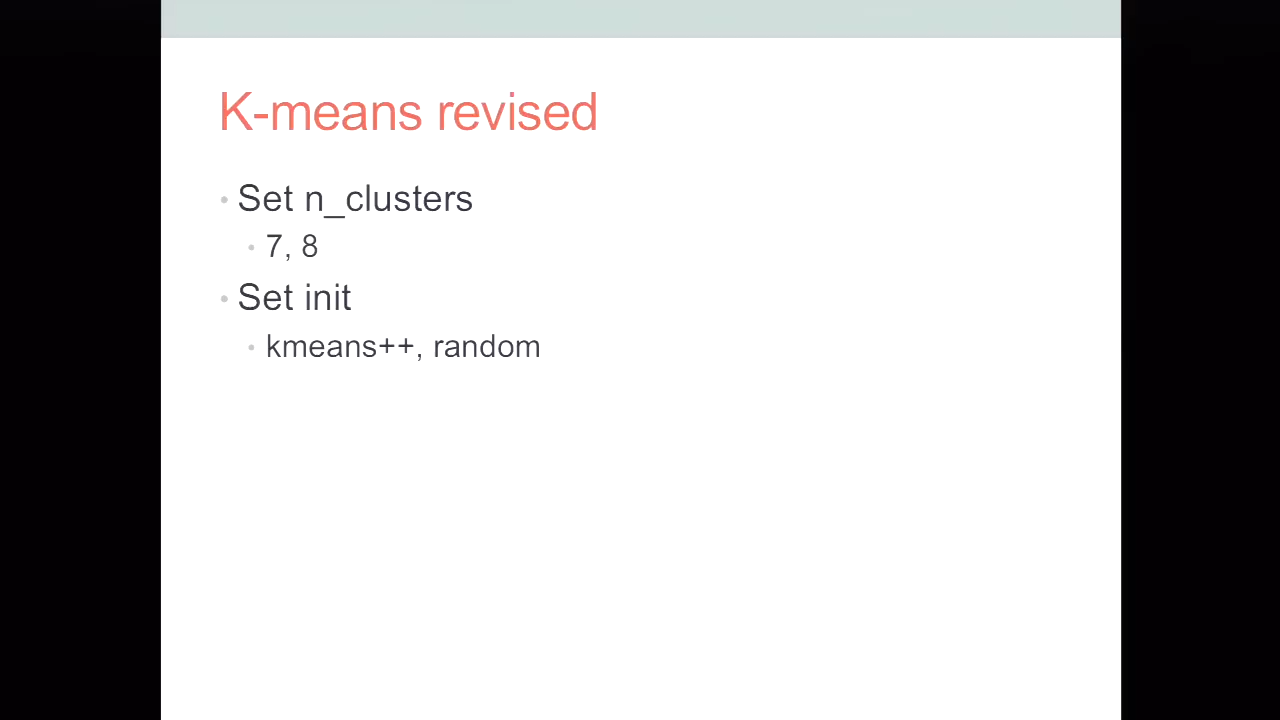 K-means revised
• Set n_clusters
• 7, 8
• Set init
• kmeans++, random